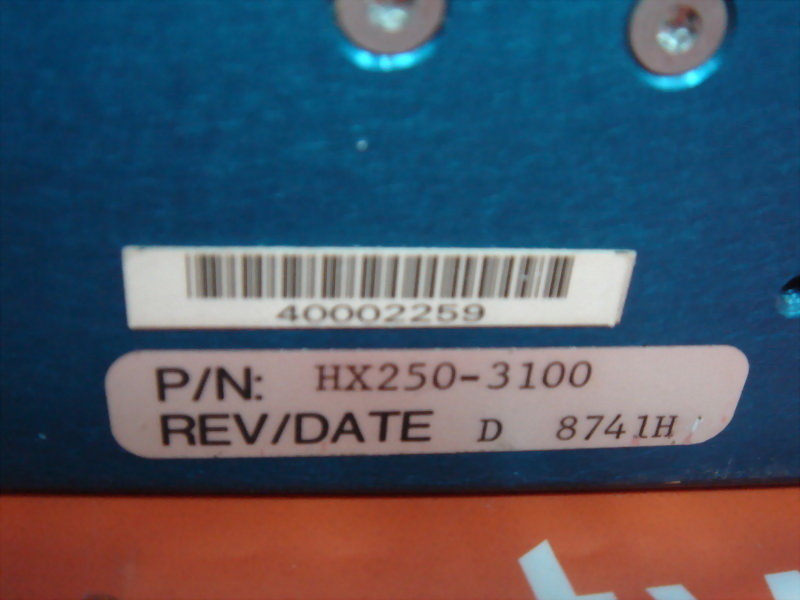 40002259
P/N: HX250-3100
REV/DATE D 8741H